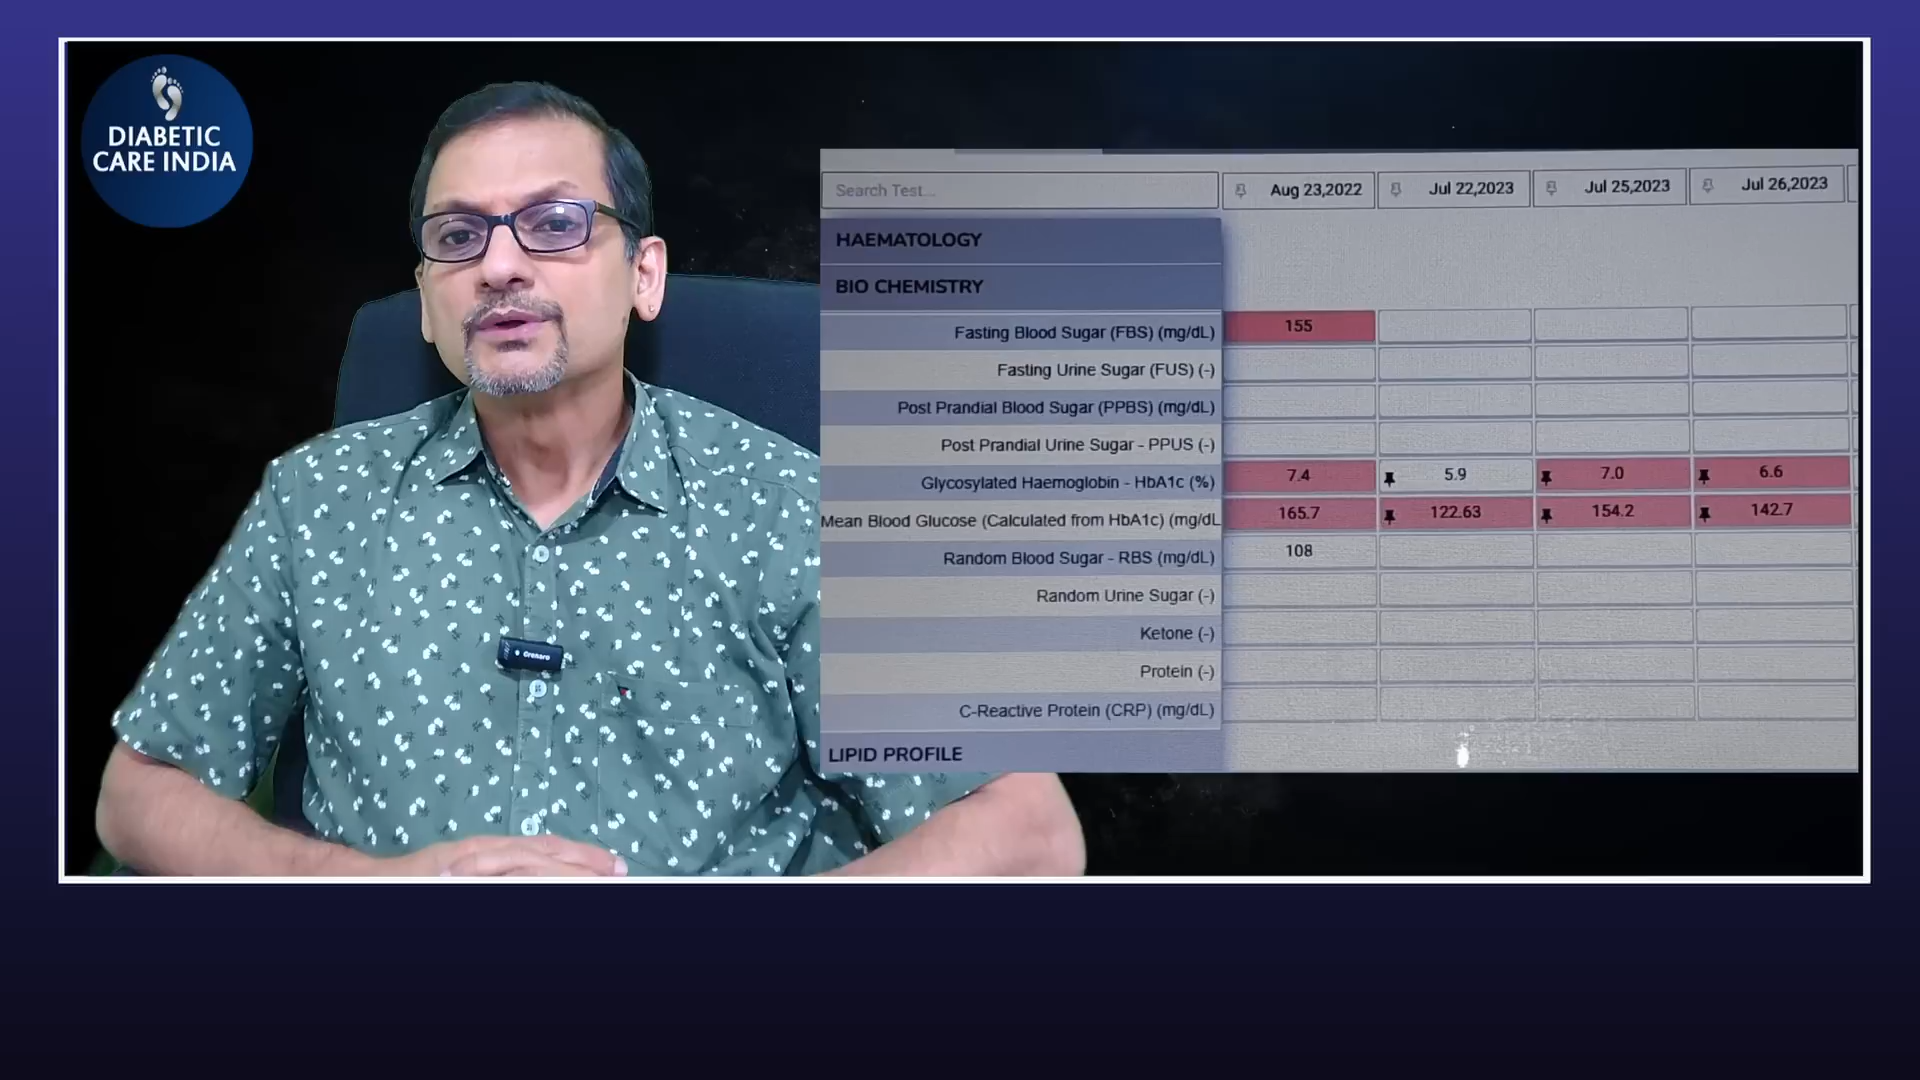 DIABETIC
CARE INDIA
Search Test...
Aug 23,2022 Jul 22,2023 Jul 25,2023 Jul 26,2023
HAEMATOLOGY
BIO CHEMISTRY
Fasting Blood Sugar (FBS) (mg/dL) 155
Fasting Urine Sugar (FUS) (-)
Post Prandial Blood Sugar (PPBS) (mg/dL)
Post Prandial Urine Sugar - PPUS (-)
Glycosylated Haemoglobin - HbA1c (%) 7.4 5.9 7.0 6.6
Mean Blood Glucose (Calculated from HbA1c) (mg/dL 165.7 122.63 154.2 142.7
Random Blood Sugar - RBS (mg/dL) 108
Random Urine Sugar (-)
Ketone (-)
Protein (-)
C-Reactive Protein (CRP) (mg/dL)
LIPID PROFILE
Grenaro